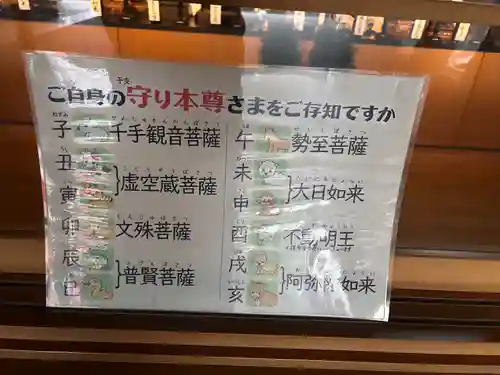 ご自身の守り本尊さまをご存知ですか
子 千手観音菩薩
丑
寅
虚空蔵菩薩
卯 文殊菩薩
辰
巳
普賢菩薩
午 勢至菩薩
未
申
大日如来
酉 不動明王
戌
亥
阿弥陀如来